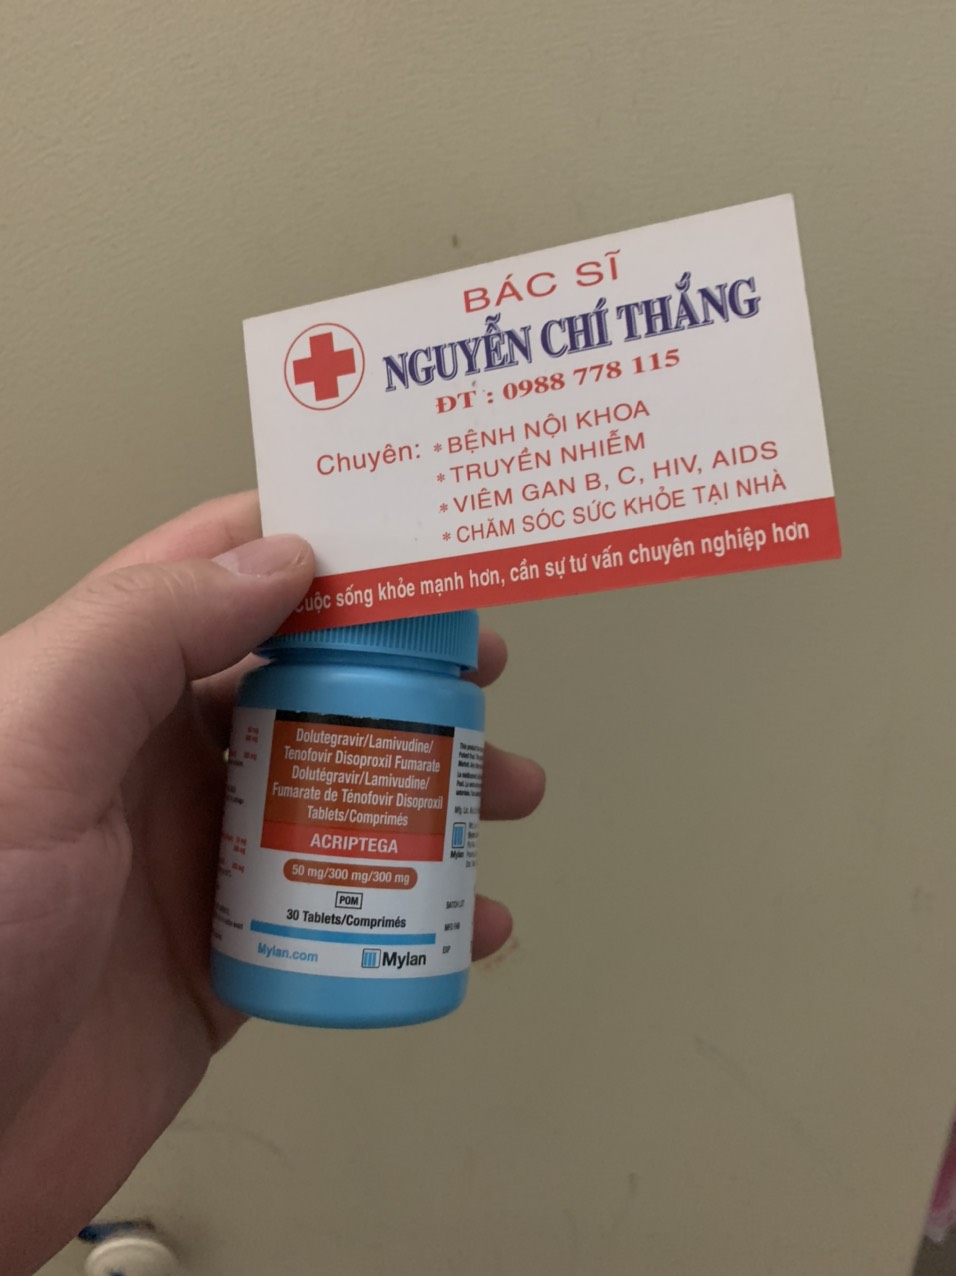 BÁC SĨ
NGUYỄN CHÍ THẮNG
ĐT : 0988 778 115
Chuyên: * BỆNH NỘI KHOA
* TRUYỀN NHIỄM
* VIÊM GAN B, C, HIV, AIDS
* CHĂM SÓC SỨC KHỎE TẠI NHÀ
Cuộc sống khỏe mạnh hơn, cần sự tư vấn chuyên nghiệp hơn
Dolutegravir/Lamivudine/
Tenofovir Disoproxil Fumarate
Dolutégravir/Lamivudine/
Fumarate de Ténofovir Disoproxil
Tablets/Comprimés
ACRIPTEGA
50 mg/300 mg/300 mg
POM
30 Tablets/Comprimés
Mylan.com
Mylan
Mylan
EXP